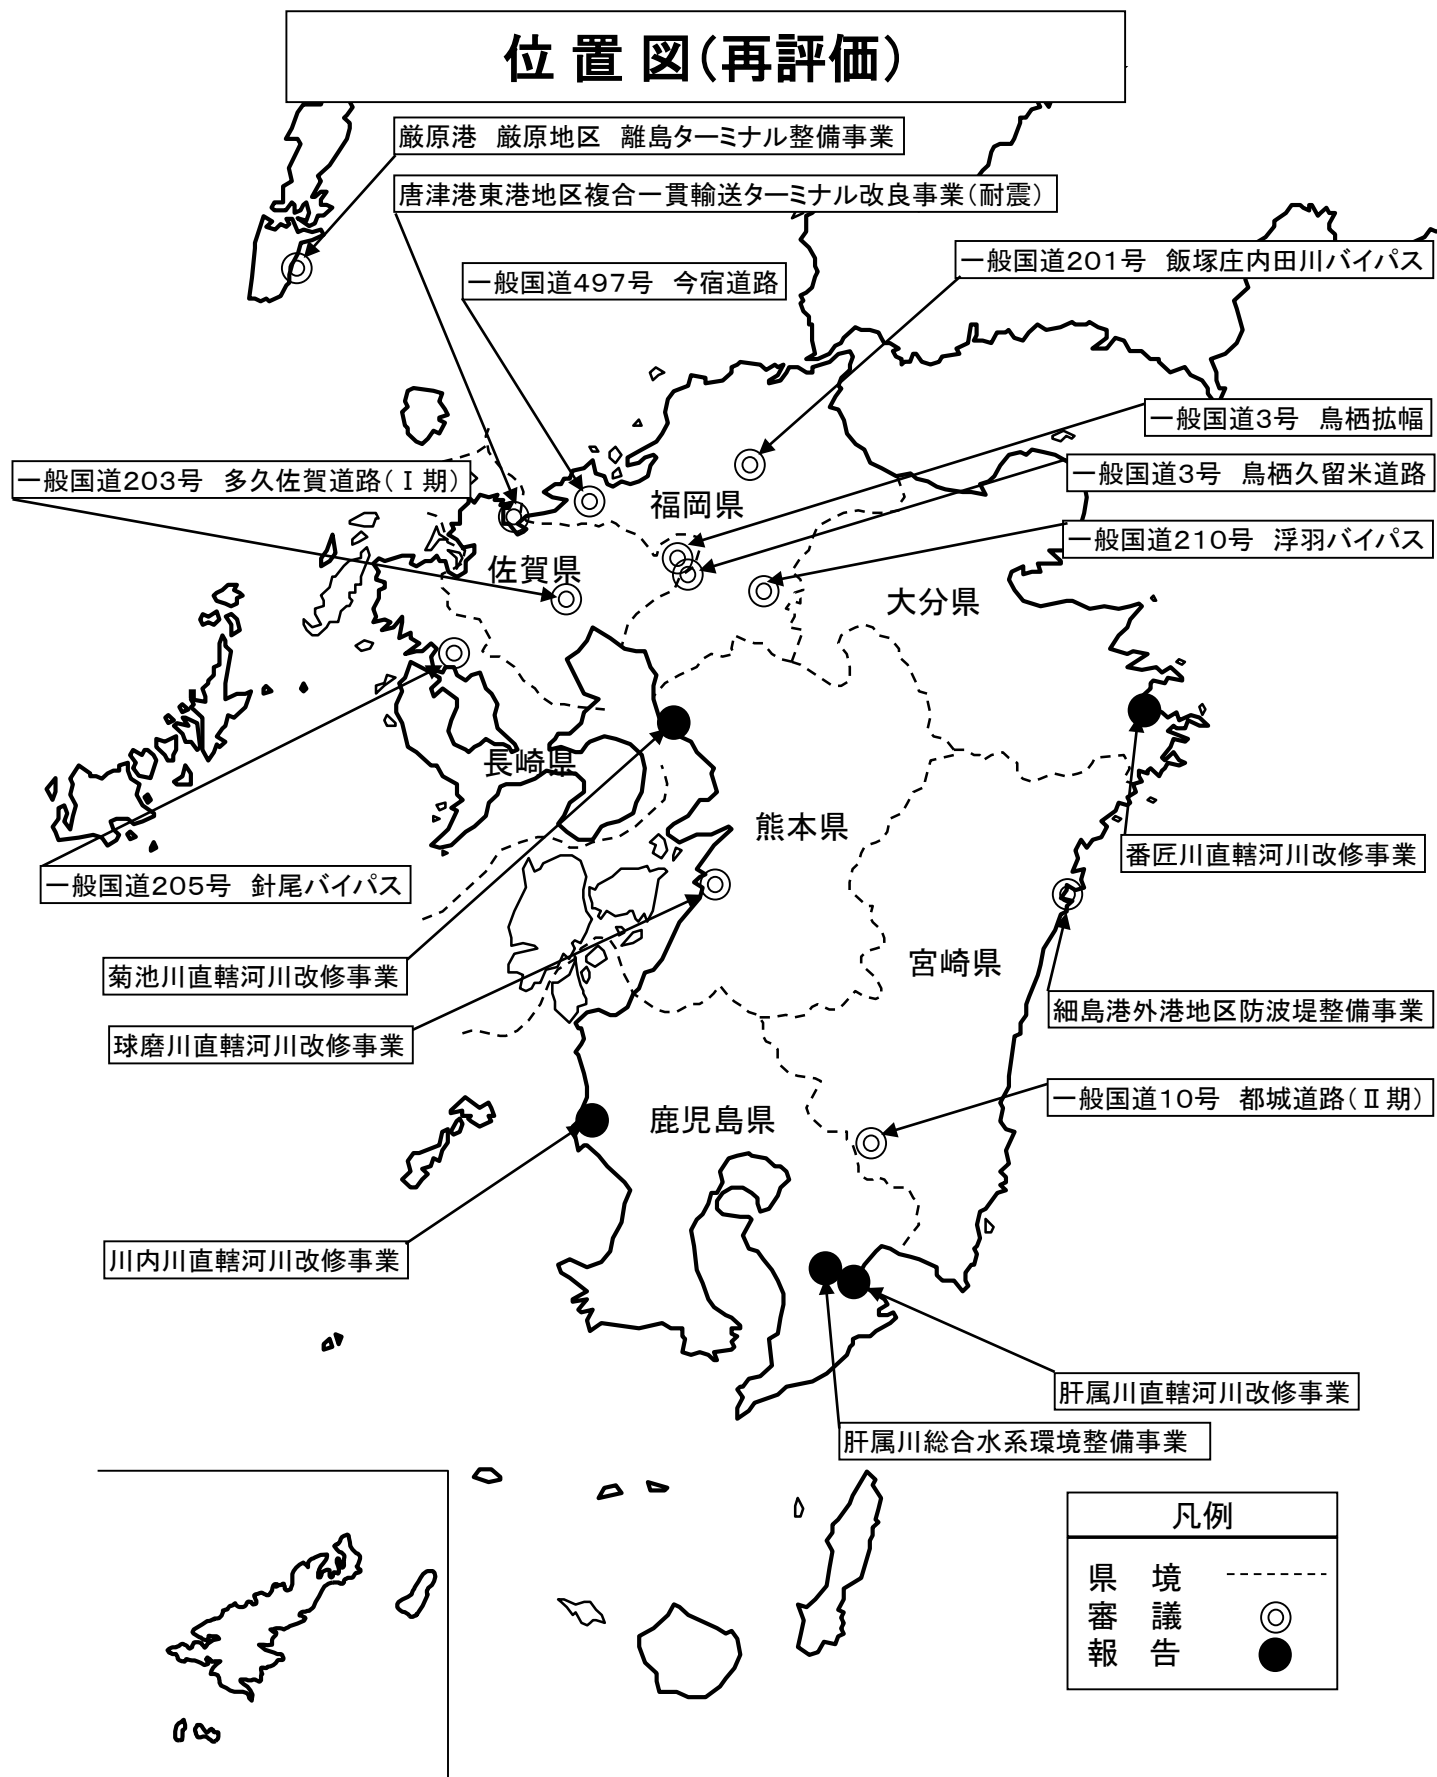 位 置 図（再評価）
厳原港　厳原地区　離島ターミナル整備事業
唐津港東港地区複合一貫輸送ターミナル改良事業（耐震）
一般国道２０１号　飯塚庄内田川バイパス
一般国道４９７号　今宿道路
一般国道３号　鳥栖拡幅
一般国道２０３号　多久佐賀道路（Ⅰ期）
一般国道３号　鳥栖久留米道路
福岡県
一般国道２１０号　浮羽バイパス
佐賀県
大分県
長崎県
熊本県
番匠川直轄河川改修事業
一般国道２０５号　針尾バイパス
宮崎県
菊池川直轄河川改修事業
細島港外港地区防波堤整備事業
球磨川直轄河川改修事業
一般国道１０号　都城道路（Ⅱ期）
鹿児島県
川内川直轄河川改修事業
肝属川直轄河川改修事業
肝属川総合水系環境整備事業
凡例
県　境
審　議
報　告